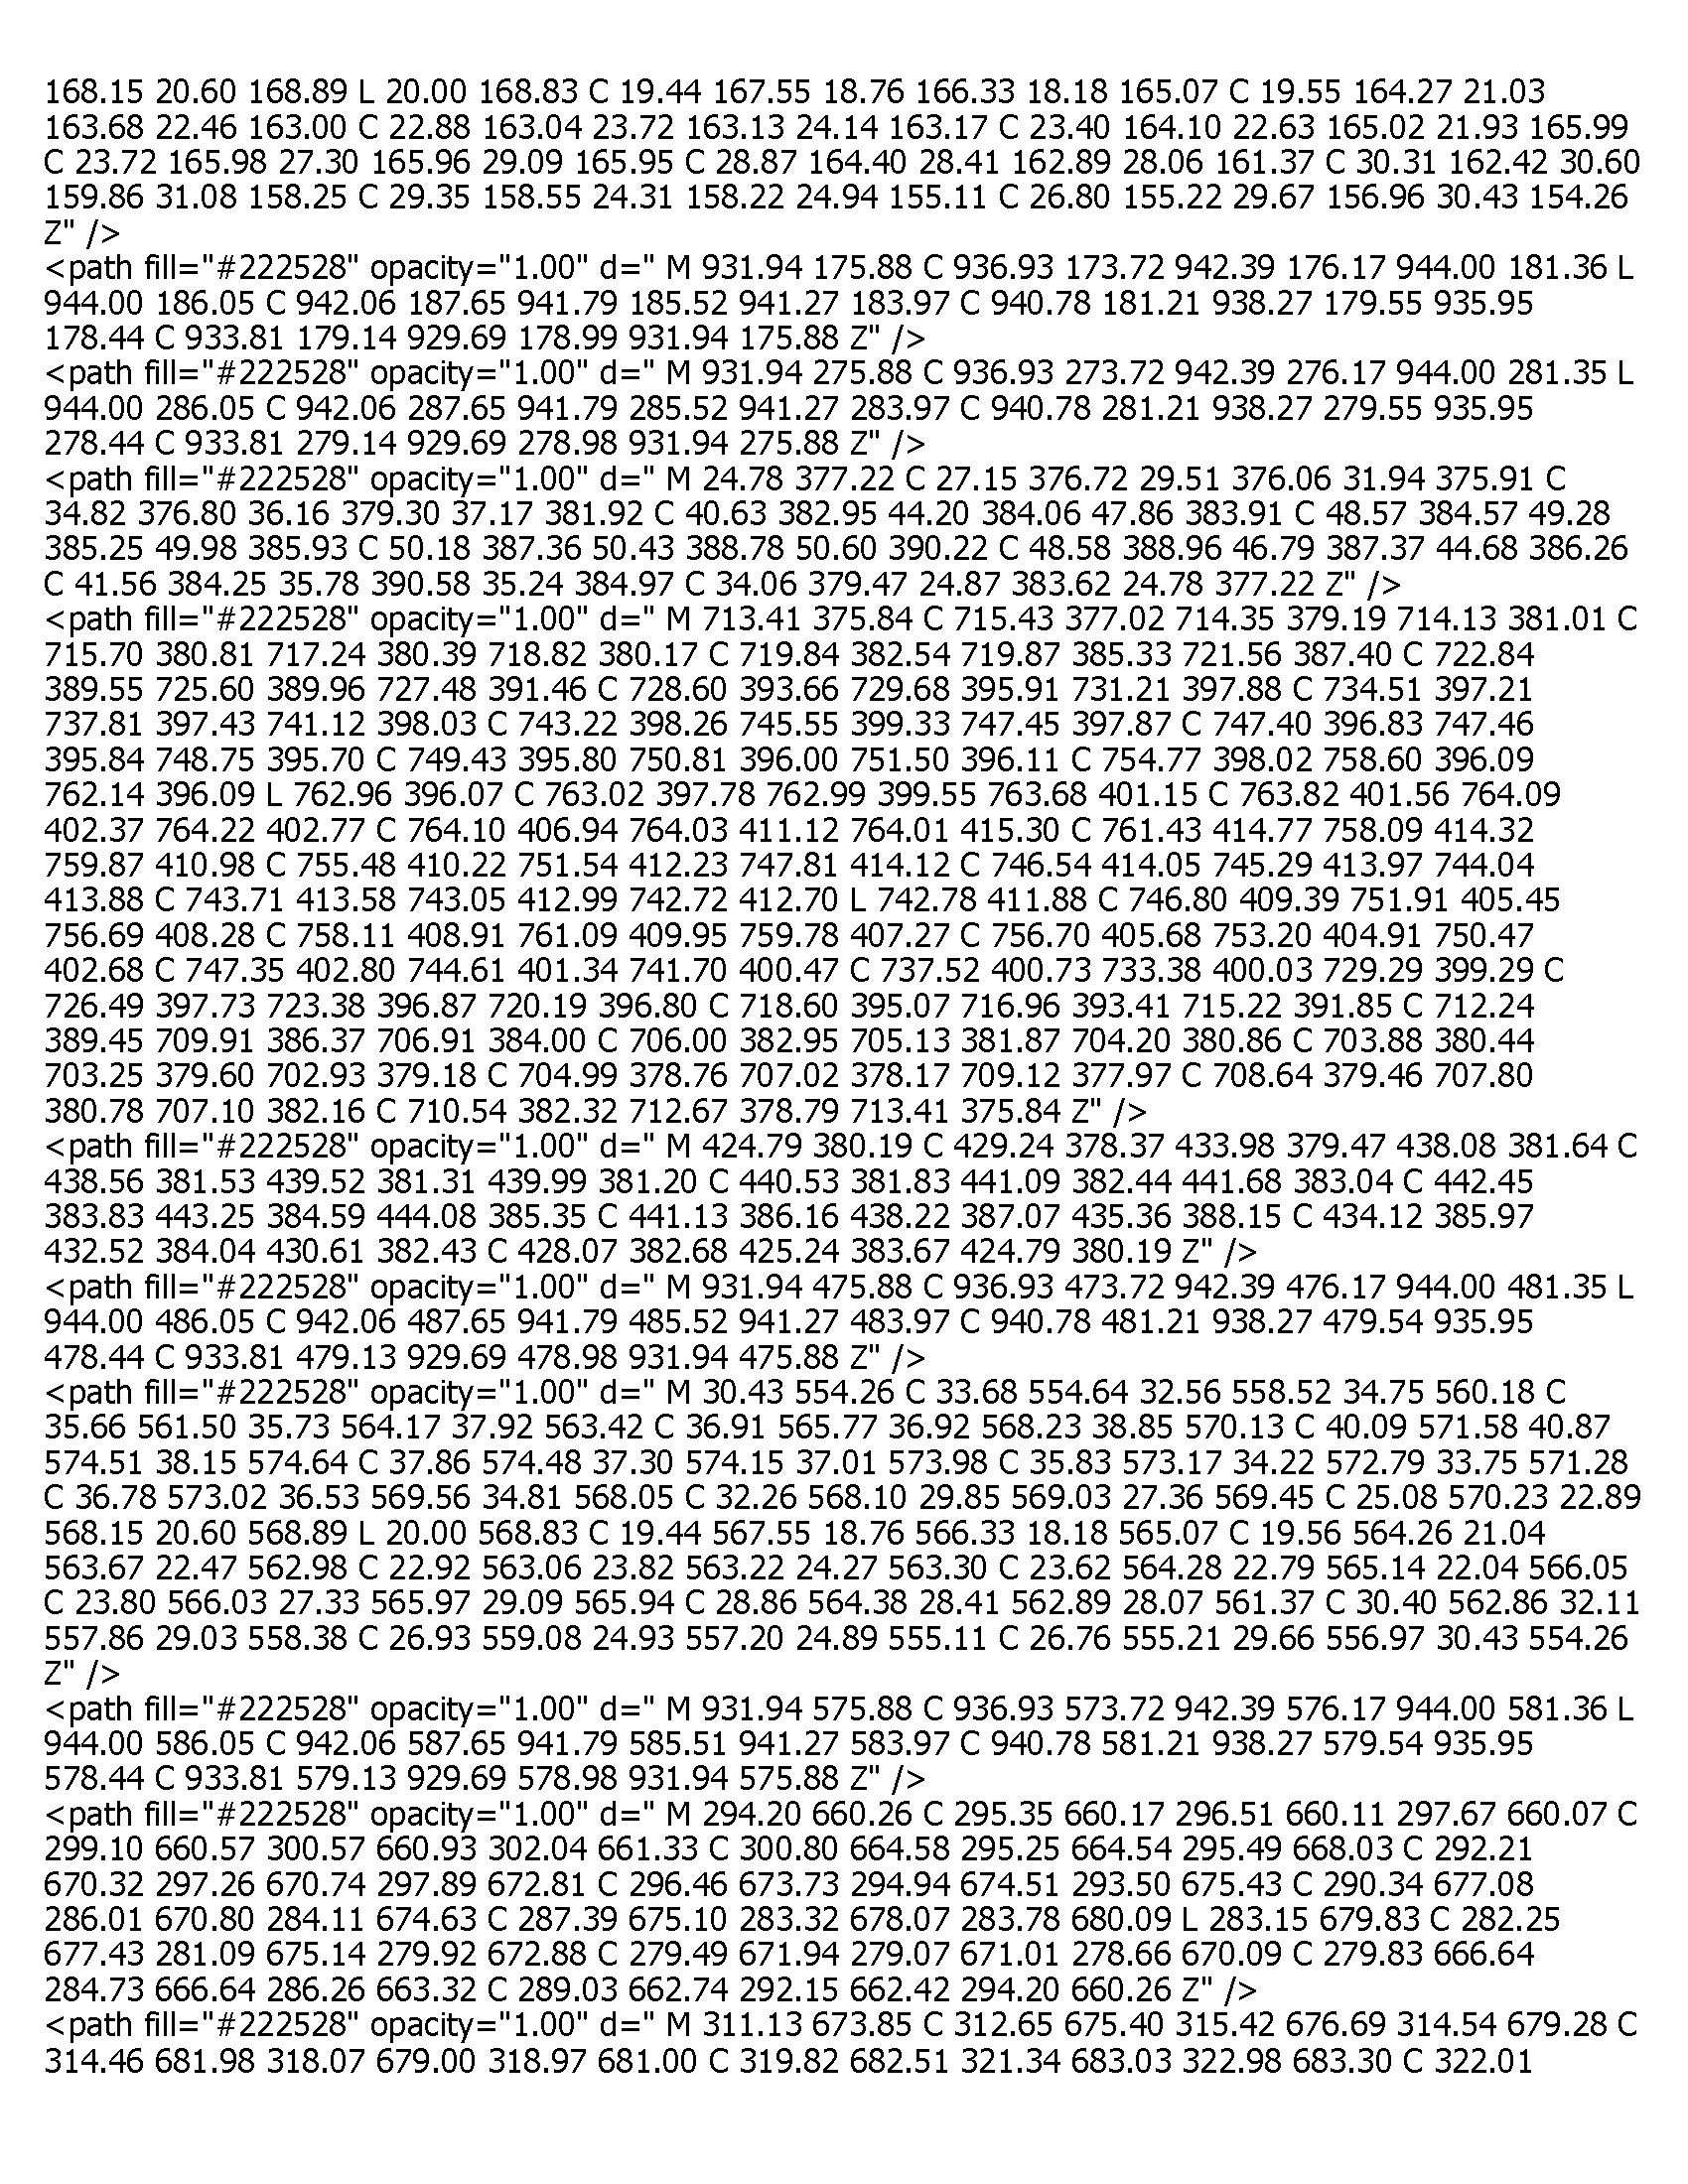 168.15 20.60 168.89 L 20.00 168.83 C 19.44 167.55 18.76 166.33 18.18 165.07 C 19.55 164.27 21.03
163.68 22.46 163.00 C 22.88 163.04 23.72 163.13 24.14 163.17 C 23.40 164.10 22.63 165.02 21.93 165.99
C 23.72 165.98 27.30 165.96 29.09 165.95 C 28.87 164.40 28.41 162.89 28.06 161.37 C 30.31 162.42 30.60
159.86 31.08 158.25 C 29.35 158.55 24.31 158.22 24.94 155.11 C 26.80 155.22 29.67 156.96 30.43 154.26
Z" />
<path fill="#222528" opacity="1.00" d=" M 931.94 175.88 C 936.93 173.72 942.39 176.17 944.00 181.36 L
944.00 186.05 C 942.06 187.65 941.79 185.52 941.27 183.97 C 940.78 181.21 938.27 179.55 935.95
178.44 C 933.81 179.14 929.69 178.99 931.94 175.88 Z" />
<path fill="#222528" opacity="1.00" d=" M 931.94 275.88 C 936.93 273.72 942.39 276.17 944.00 281.35 L
944.00 286.05 C 942.06 287.65 941.79 285.52 941.27 283.97 C 940.78 281.21 938.27 279.55 935.95
278.44 C 933.81 279.14 929.69 278.98 931.94 275.88 Z" />
<path fill="#222528" opacity="1.00" d=" M 24.78 377.22 C 27.15 376.72 29.51 376.06 31.94 375.91 C
34.82 376.80 36.16 379.30 37.17 381.92 C 40.63 382.95 44.20 384.06 47.86 383.91 C 48.57 384.57 49.28
385.25 49.98 385.93 C 50.18 387.36 50.43 388.78 50.60 390.22 C 48.58 388.96 46.79 387.37 44.68 386.26
C 41.56 384.25 35.78 390.58 35.24 384.97 C 34.06 379.47 24.87 383.62 24.78 377.22 Z" />
<path fill="#222528" opacity="1.00" d=" M 713.41 375.84 C 715.43 377.02 714.35 379.19 714.13 381.01 C
715.70 380.81 717.24 380.39 718.82 380.17 C 719.84 382.54 719.87 385.33 721.56 387.40 C 722.84
389.55 725.60 389.96 727.48 391.46 C 728.60 393.66 729.68 395.91 731.21 397.88 C 734.51 397.21
737.81 397.43 741.12 398.03 C 743.22 398.26 745.55 399.33 747.45 397.87 C 747.40 396.83 747.46
395.84 748.75 395.70 C 749.43 395.80 750.81 396.00 751.50 396.11 C 754.77 398.02 758.60 396.09
762.14 396.09 L 762.96 396.07 C 763.02 397.78 762.99 399.55 763.68 401.15 C 763.82 401.56 764.09
402.37 764.22 402.77 C 764.10 406.94 764.03 411.12 764.01 415.30 C 761.43 414.77 758.09 414.32
759.87 410.98 C 755.48 410.22 751.54 412.23 747.81 414.12 C 746.54 414.05 745.29 413.97 744.04
413.88 C 743.71 413.58 743.05 412.99 742.72 412.70 L 742.78 411.88 C 746.80 409.39 751.91 405.45
756.69 408.28 C 758.11 408.91 761.09 409.95 759.78 407.27 C 756.70 405.68 753.20 404.91 750.47
402.68 C 747.35 402.80 744.61 401.34 741.70 400.47 C 737.52 400.73 733.38 400.03 729.29 399.29 C
726.49 397.73 723.38 396.87 720.19 396.80 C 718.60 395.07 716.96 393.41 715.22 391.85 C 712.24
389.45 709.91 386.37 706.91 384.00 C 706.00 382.95 705.13 381.87 704.20 380.86 C 703.88 380.44
703.25 379.60 702.93 379.18 C 704.99 378.76 707.02 378.17 709.12 377.97 C 708.64 379.46 707.80
380.78 707.10 382.16 C 710.54 382.32 712.67 378.79 713.41 375.84 Z" />
<path fill="#222528" opacity="1.00" d=" M 424.79 380.19 C 429.24 378.37 433.98 379.47 438.08 381.64 C
438.56 381.53 439.52 381.31 439.99 381.20 C 440.53 381.83 441.09 382.44 441.68 383.04 C 442.45
383.83 443.25 384.59 444.08 385.35 C 441.13 386.16 438.22 387.07 435.36 388.15 C 434.12 385.97
432.52 384.04 430.61 382.43 C 428.07 382.68 425.24 383.67 424.79 380.19 Z" />
<path fill="#222528" opacity="1.00" d=" M 931.94 475.88 C 936.93 473.72 942.39 476.17 944.00 481.35 L
944.00 486.05 C 942.06 487.65 941.79 485.52 941.27 483.97 C 940.78 481.21 938.27 479.54 935.95
478.44 C 933.81 479.13 929.69 478.98 931.94 475.88 Z" />
<path fill="#222528" opacity="1.00" d=" M 30.43 554.26 C 33.68 554.64 32.56 558.52 34.75 560.18 C
35.66 561.50 35.73 564.17 37.92 563.42 C 36.91 565.77 36.92 568.23 38.85 570.13 C 40.09 571.58 40.87
574.51 38.15 574.64 C 37.86 574.48 37.30 574.15 37.01 573.98 C 35.83 573.17 34.22 572.79 33.75 571.28
C 36.78 573.02 36.53 569.56 34.81 568.05 C 32.26 568.10 29.85 569.03 27.36 569.45 C 25.08 570.23 22.89
568.15 20.60 568.89 L 20.00 568.83 C 19.44 567.55 18.76 566.33 18.18 565.07 C 19.56 564.26 21.04
563.67 22.47 562.98 C 22.92 563.06 23.82 563.22 24.27 563.30 C 23.62 564.28 22.79 565.14 22.04 566.05
C 23.80 566.03 27.33 565.97 29.09 565.94 C 28.86 564.38 28.41 562.89 28.07 561.37 C 30.40 562.86 32.11
557.86 29.03 558.38 C 26.93 559.08 24.93 557.20 24.89 555.11 C 26.76 555.21 29.66 556.97 30.43 554.26
Z" />
<path fill="#222528" opacity="1.00" d=" M 931.94 575.88 C 936.93 573.72 942.39 576.17 944.00 581.36 L
944.00 586.05 C 942.06 587.65 941.79 585.51 941.27 583.97 C 940.78 581.21 938.27 579.54 935.95
578.44 C 933.81 579.13 929.69 578.98 931.94 575.88 Z" />
<path fill="#222528" opacity="1.00" d=" M 294.20 660.26 C 295.35 660.17 296.51 660.11 297.67 660.07 C
299.10 660.57 300.57 660.93 302.04 661.33 C 300.80 664.58 295.25 664.54 295.49 668.03 C 292.21
670.32 297.26 670.74 297.89 672.81 C 296.46 673.73 294.94 674.51 293.50 675.43 C 290.34 677.08
286.01 670.80 284.11 674.63 C 287.39 675.10 283.32 678.07 283.78 680.09 L 283.15 679.83 C 282.25
677.43 281.09 675.14 279.92 672.88 C 279.49 671.94 279.07 671.01 278.66 670.09 C 279.83 666.64
284.73 666.64 286.26 663.32 C 289.03 662.74 292.15 662.42 294.20 660.26 Z" />
<path fill="#222528" opacity="1.00" d=" M 311.13 673.85 C 312.65 675.40 315.42 676.69 314.54 679.28 C
314.46 681.98 318.07 679.00 318.97 681.00 C 319.82 682.51 321.34 683.03 322.98 683.30 C 322.01